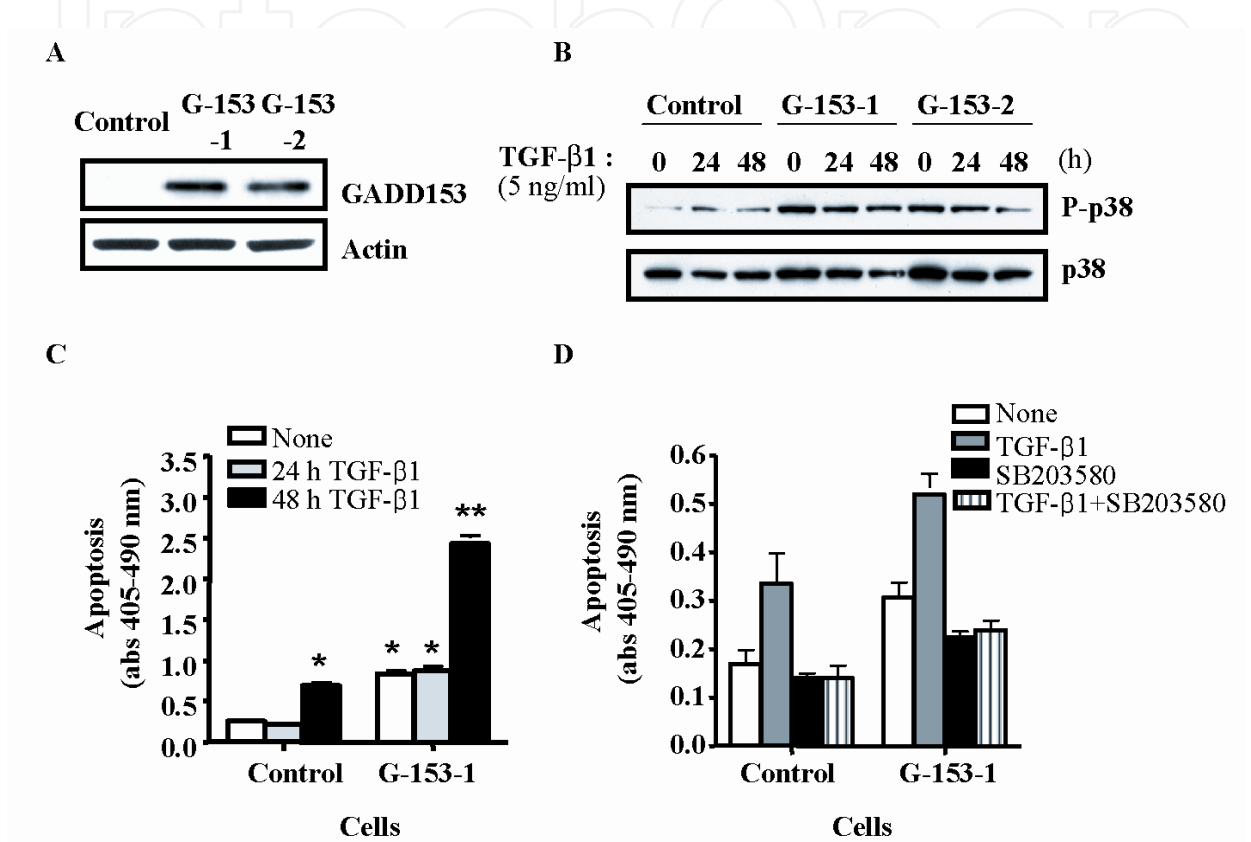 A
Control
G-153
-1
G-153
-2
GADD153
Actin
B
Control G-153-1 G-153-2
TGF-β1 :
(5 ng/ml)
0 24 48 0 24 48 0 24 48 (h)
P-p38
p38
C
None
24 h TGF-β1
48 h TGF-β1
Apoptosis
(abs 405-490 nm)
3.5
3.0
2.5
2.0
1.5
1.0
0.5
0.0
*
*
*
**
Control G-153-1
Cells
D
None
TGF-β1
SB203580
TGF-β1+SB203580
Apoptosis
(abs 405-490 nm)
0.6
0.5
0.4
0.3
0.2
0.1
0.0
Control G-153-1
Cells